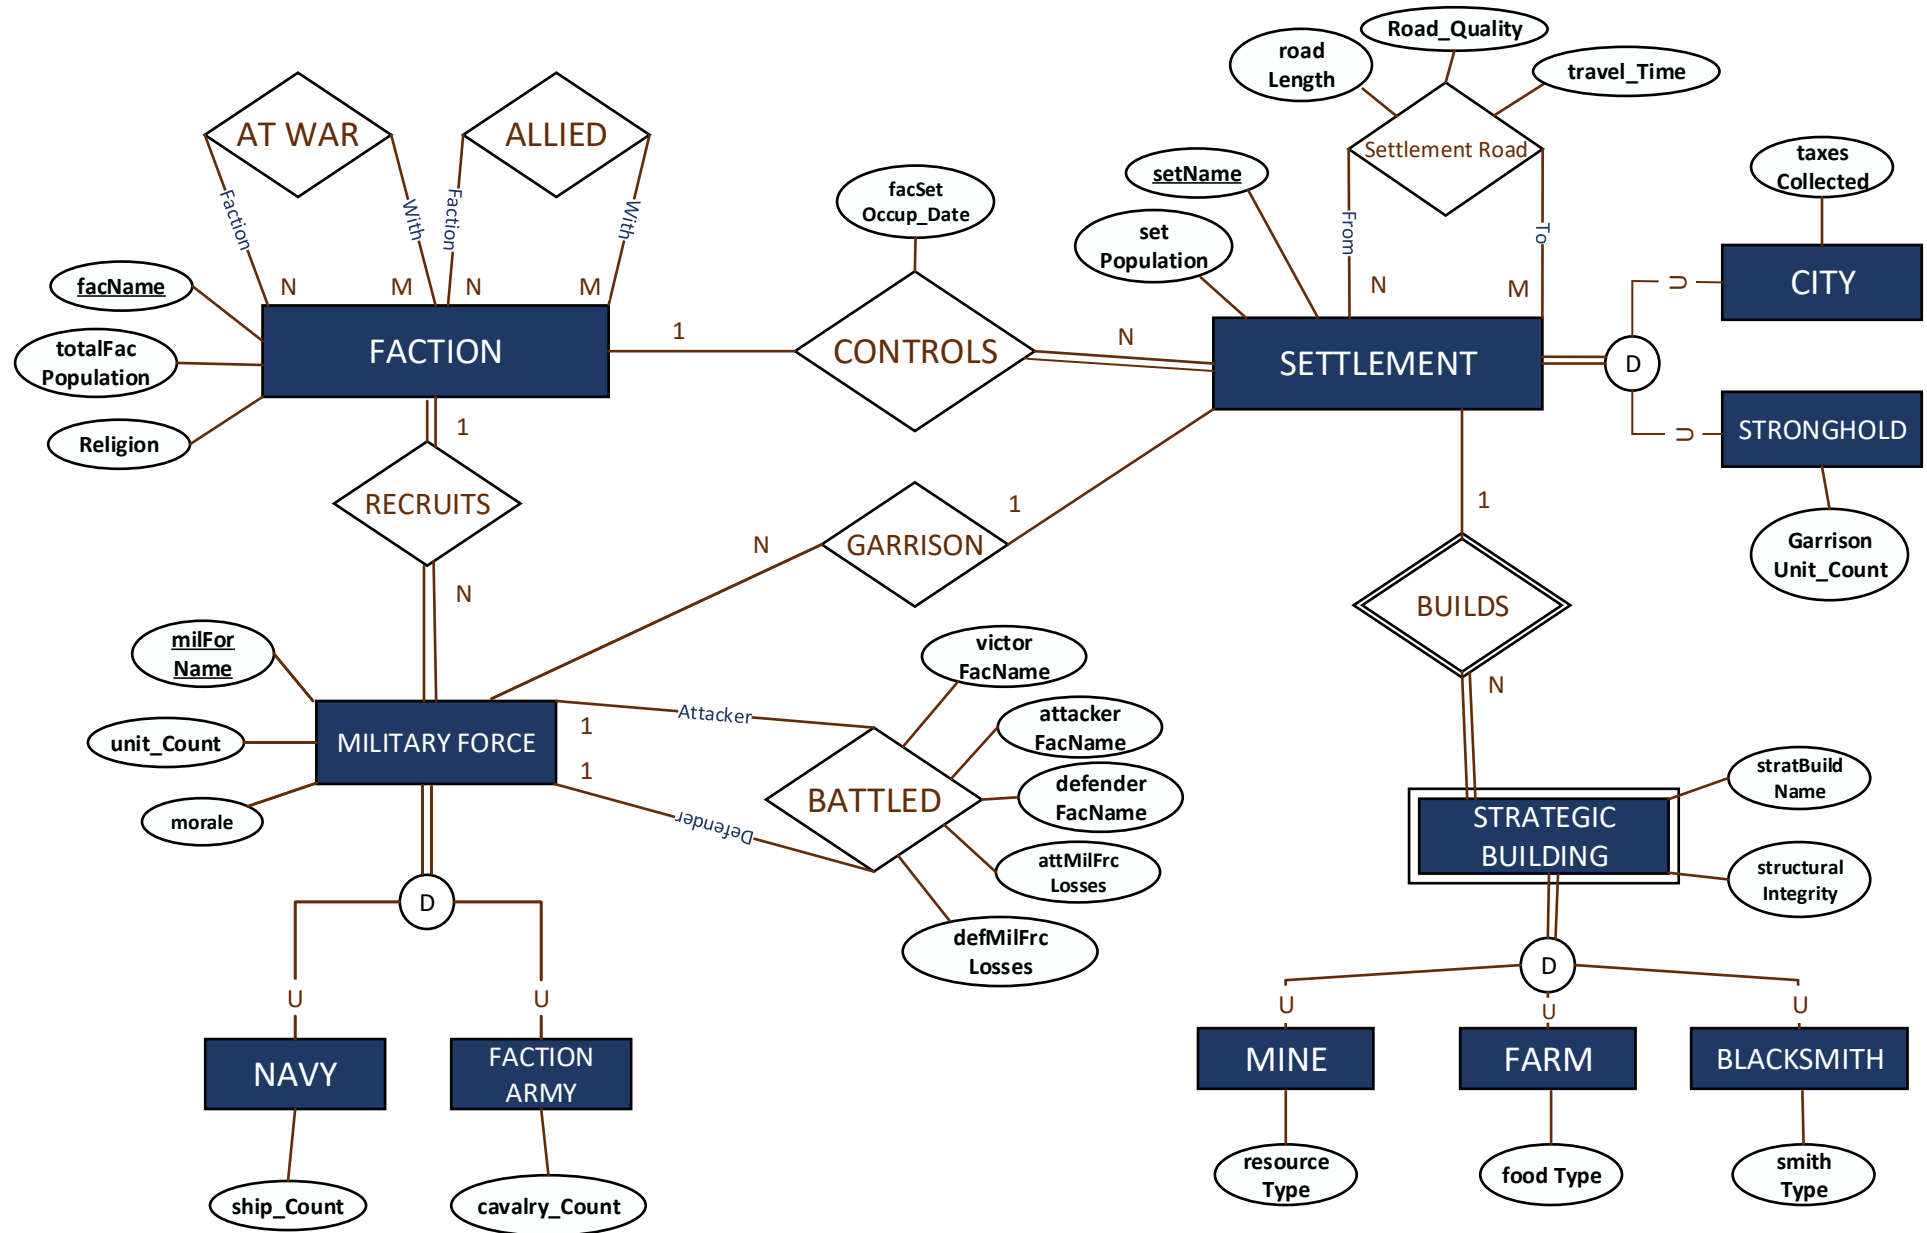 Road_Quality
road
Length
travel_Time
AT WAR
ALLIED
Settlement Road
taxes
Collected
setName
facSet
Occup_Date
Faction
With
Faction
With
From
To
set
Population
facName
N
M
N
M
N
M
U
CITY
totalFac
Population
FACTION
1
CONTROLS
N
SETTLEMENT
D
Religion
1
U
STRONGHOLD
RECRUITS
1
1
N
GARRISON
Garrison
Unit_Count
N
BUILDS
milFor
Name
victor
FacName
N
unit_Count
MILITARY FORCE
1
Attacker
attacker
FacName
1
defender
FacName
BATTLED
stratBuild
Name
morale
Defender
STRATEGIC
BUILDING
attMilFrc
Losses
structural
Integrity
D
defMilFrc
Losses
D
U
U
U
U
U
NAVY
FACTION
ARMY
MINE
FARM
BLACKSMITH
ship_Count
cavalry_Count
resource
Type
food Type
smith
Type